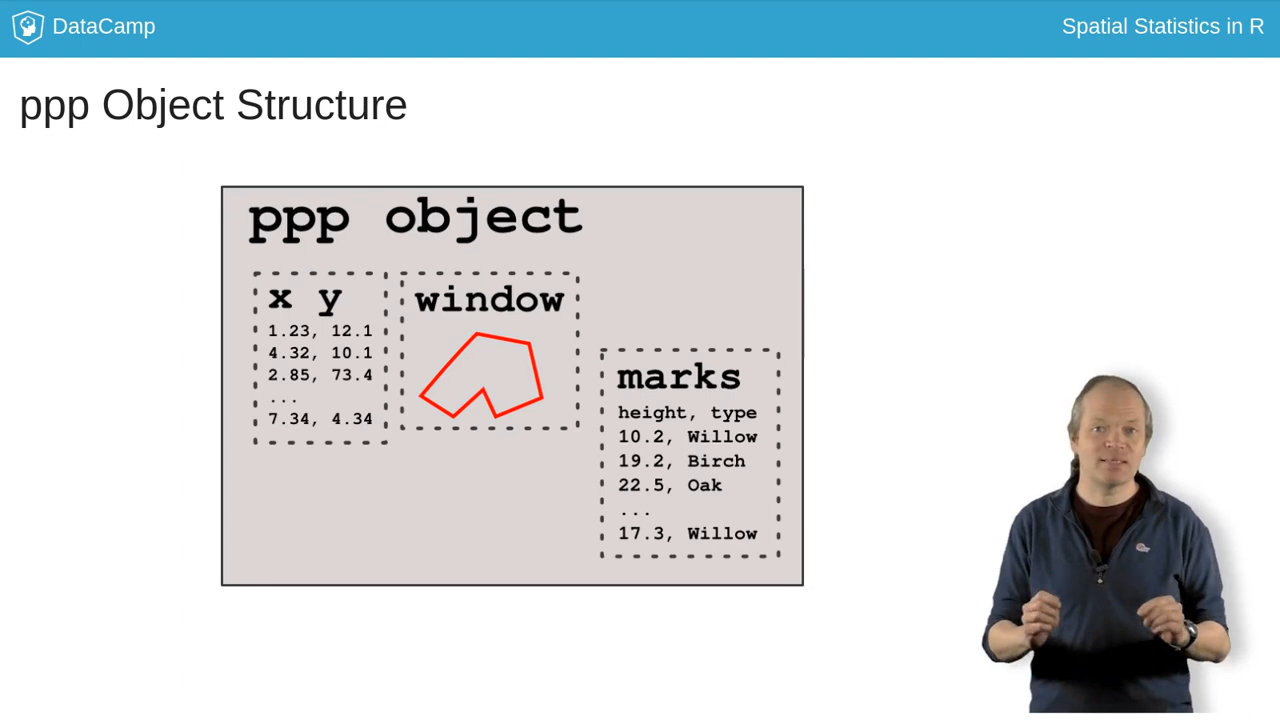 DataCamp
Spatial Statistics in R
ppp Object Structure
ppp object
x y
1.23, 12.1
4.32, 10.1
2.85, 73.4
...
7.34, 4.34
window
marks
height, type
10.2, Willow
19.2, Birch
22.5, Oak
...
17.3, Willow